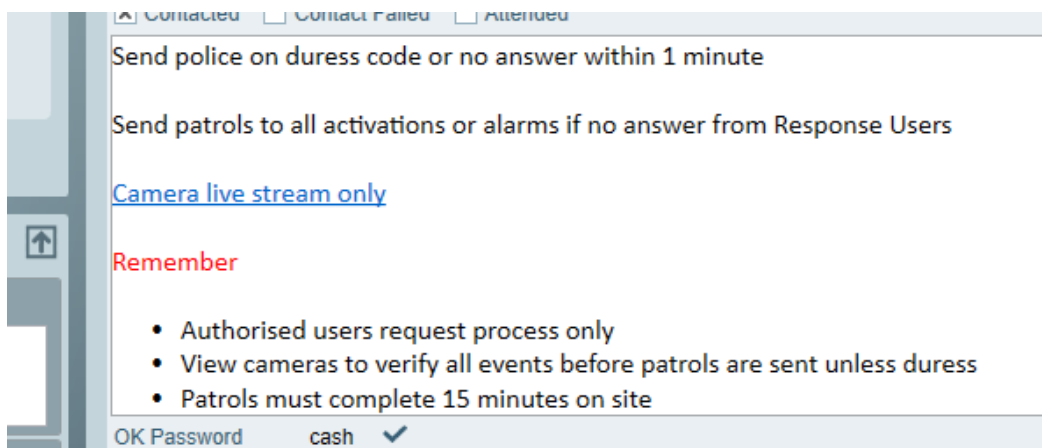 Contacted Contact Failed Attended
Send police on duress code or no answer within 1 minute
Send patrols to all activations or alarms if no answer from Response Users
Camera live stream only
Remember
• Authorised users request process only
• View cameras to verify all events before patrols are sent unless duress
• Patrols must complete 15 minutes on site
OK Password cash